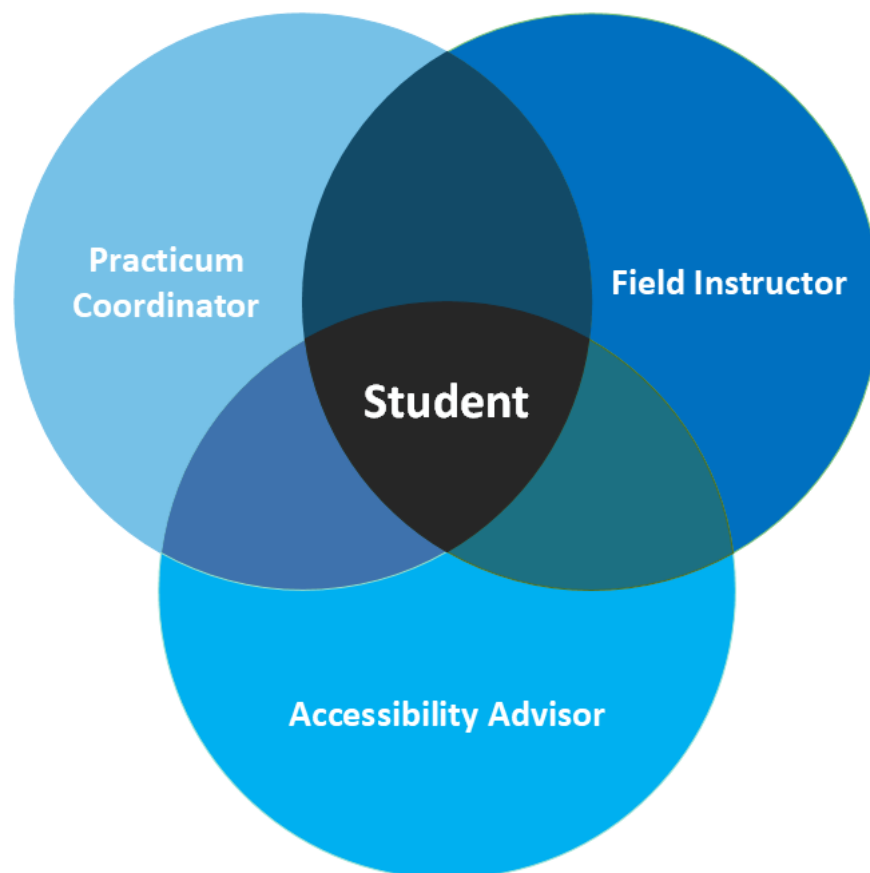 Practicum
Coordinator
Field Instructor
Student
Accessibility Advisor